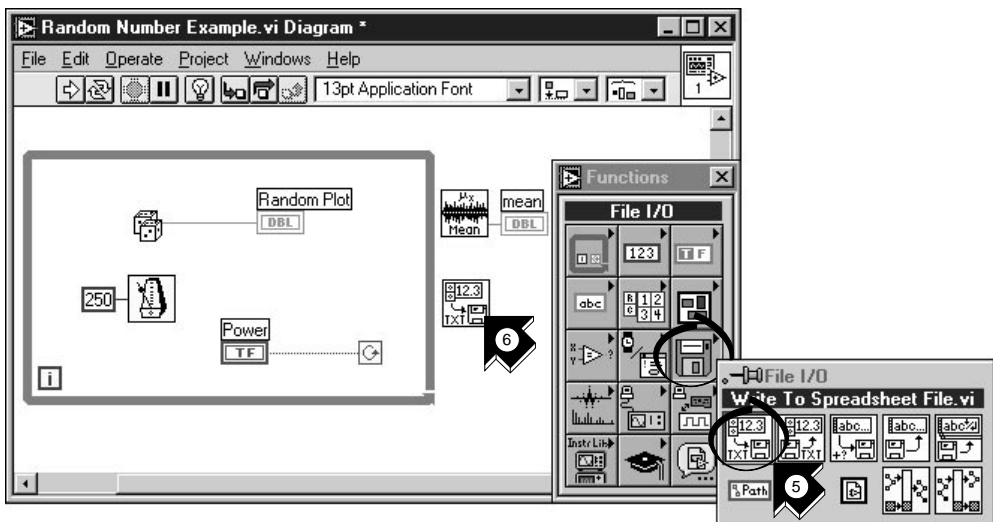 Random Number Example.vi Diagram *
File Edit Operate Project Windows Help
13pt Application Font
1
Random Plot
DBL
μx
Mean
mean
DBL
250
12.3
TXT
6
Power
TF
i
Functions
File I/O
123
TF
abc
R 1 2
C 3 4
X
Y
?
Instr Lib
File I/O
Write To Spreadsheet File.vi
12.3
TXT
12.3
TXT
abc...
+?
abc...
abc
Path
5